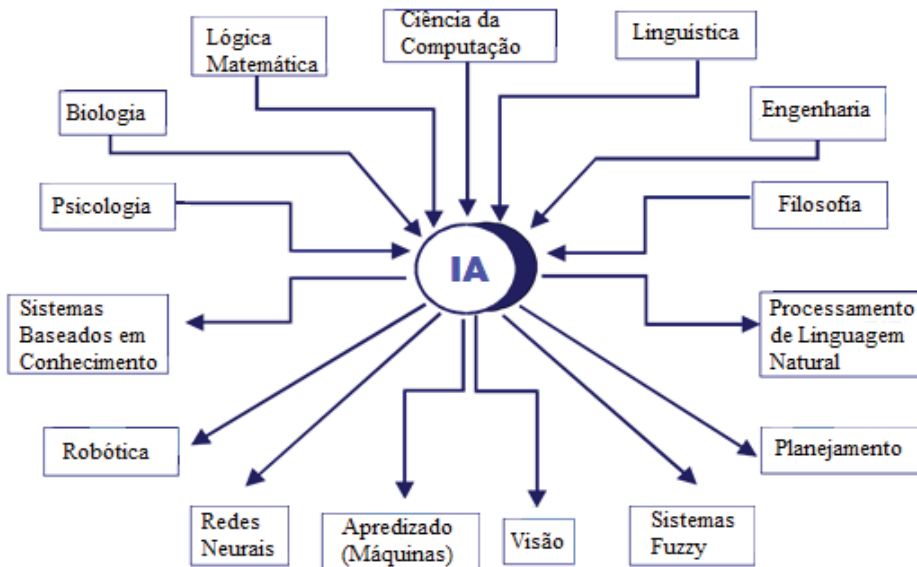 Ciência da
Computação
Lógica
Matemática
Linguística
Biologia
Engenharia
Psicologia
Filosofia
IA
Sistemas
Baseados em
Conhecimento
Processamento
de Linguagem
Natural
Robótica
Planejamento
Redes
Neurais
Apredizado
(Máquinas)
Visão
Sistemas
Fuzzy